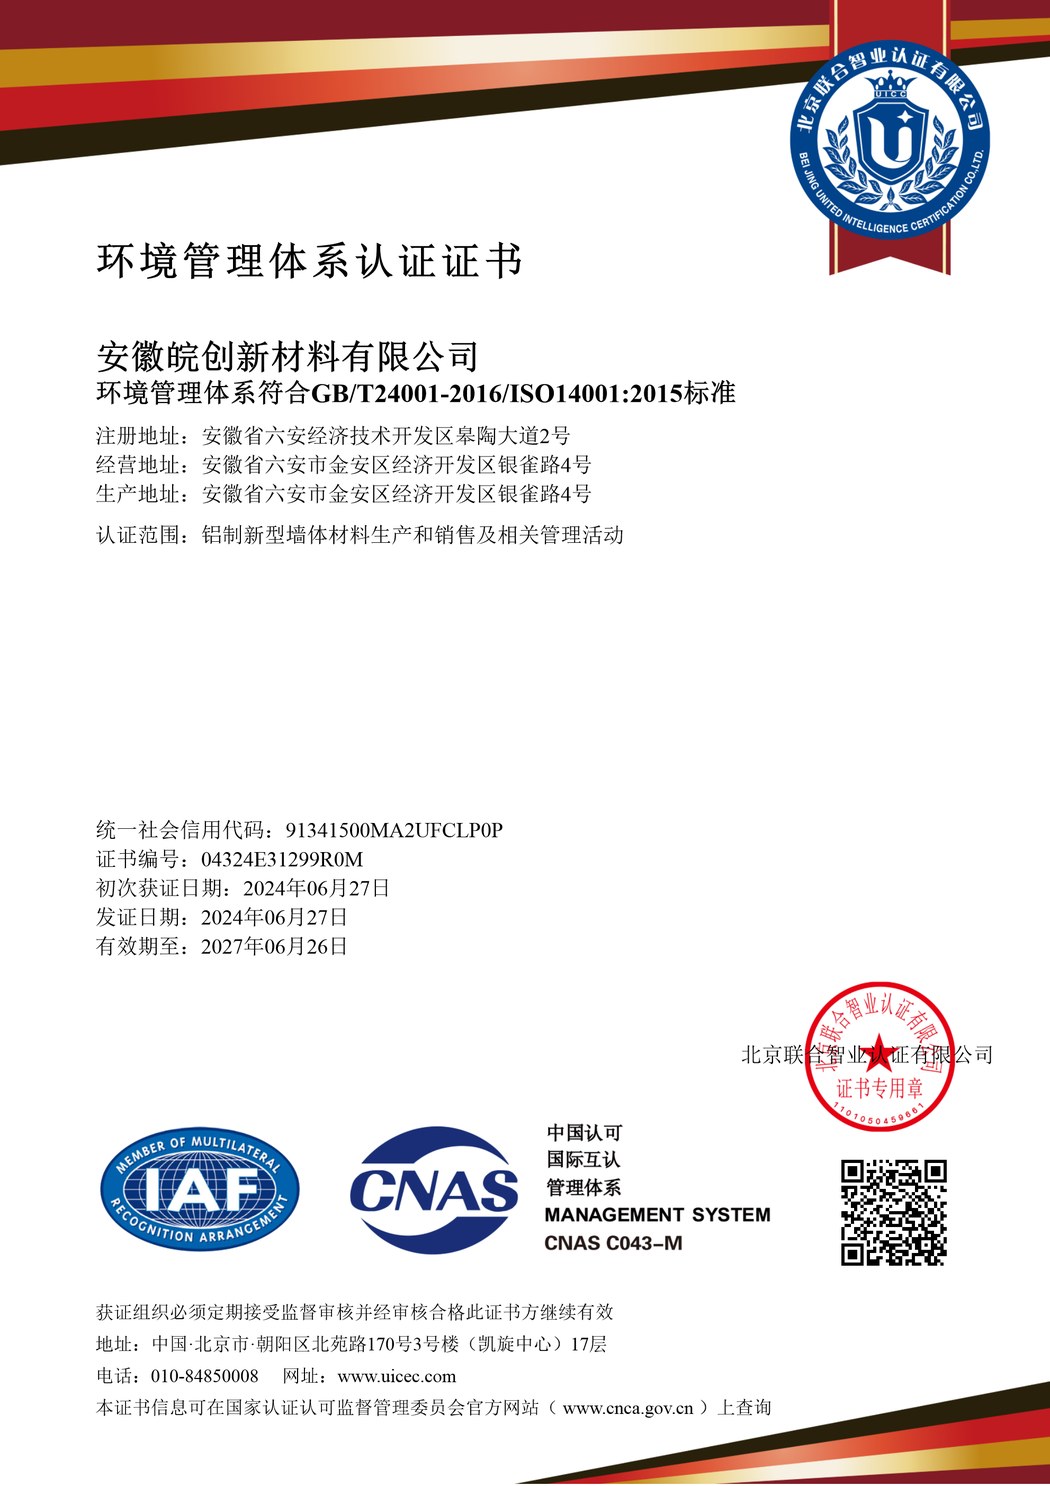 北京联合智业认证有限公司
UICC
BEI JING UNITED INTELLIGENCE CERTIFICATION CO.,LTD.
环境管理体系认证证书
安徽皖创新材料有限公司
环境管理体系符合GB/T24001-2016/ISO14001:2015标准
注册地址：安徽省六安经济技术开发区皋陶大道2号
经营地址：安徽省六安市金安区经济开发区银雀路4号
生产地址：安徽省六安市金安区经济开发区银雀路4号
认证范围：铝制新型墙体材料生产和销售及相关管理活动
统一社会信用代码：91341500MA2UFCLP0P
证书编号：04324E31299R0M
初次获证日期：2024年06月27日
发证日期：2024年06月27日
有效期至：2027年06月26日
北京联合智业认证有限公司
北京联合智业认证有限公司
证书专用章
1101050459661
MEMBER OF MULTILATERAL
IAF
RECOGNITION ARRANGEMENT
CNAS
中国认可
国际互认
管理体系
MANAGEMENT SYSTEM
CNAS C043-M
获证组织必须定期接受监督审核并经审核合格此证书方继续有效
地址：中国·北京市·朝阳区北苑路170号3号楼（凯旋中心）17层
电话：010-84850008 网址：www.uicec.com
本证书信息可在国家认证认可监督管理委员会官方网站（ www.cnca.gov.cn ）上查询